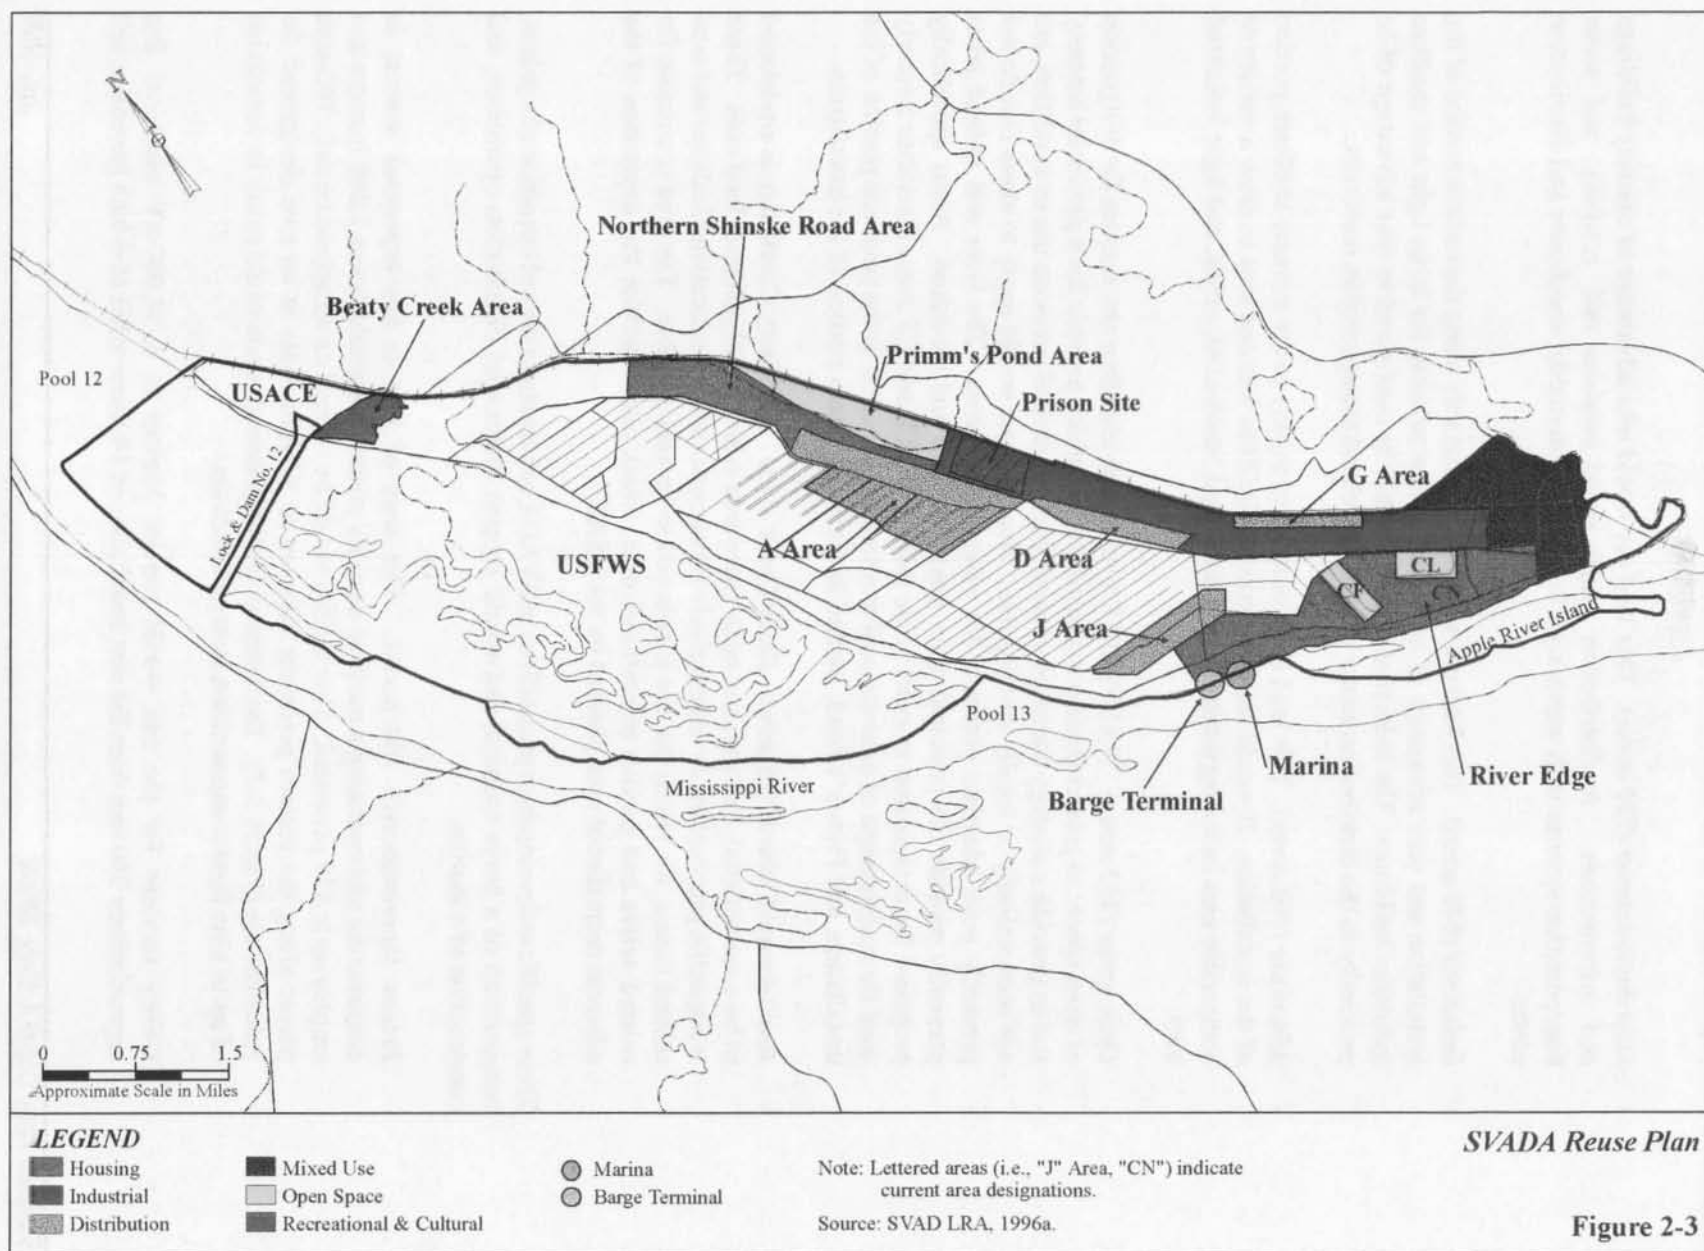 N
Northern Shinske Road Area
Beaty Creek Area
Primm's Pond Area
Pool 12
USACE
Prison Site
G Area
Lock & Dam No. 12
A Area
D Area
USFWS
CL
CF
CN
J Area
Apple River Island
Pool 13
Marina
River Edge
Mississippi River
Barge Terminal
0 0.75 1.5
Approximate Scale in Miles
LEGEND
Housing
Industrial
Distribution
Mixed Use
Open Space
Recreational & Cultural
Marina
Barge Terminal
Note: Lettered areas (i.e., "J" Area, "CN") indicate
current area designations.
Source: SVAD LRA, 1996a.
SVADA Reuse Plan
Figure 2-3